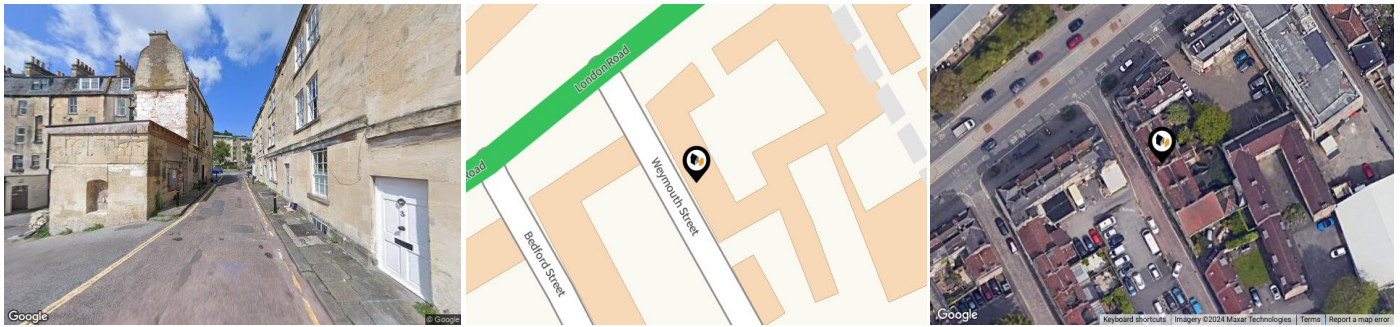 Google
© Google
London Road
Road
Weymouth Street
Bedford Street
Google
Keyboard shortcuts
Imagery ©2024 Maxar Technologies
Terms
Report a map error